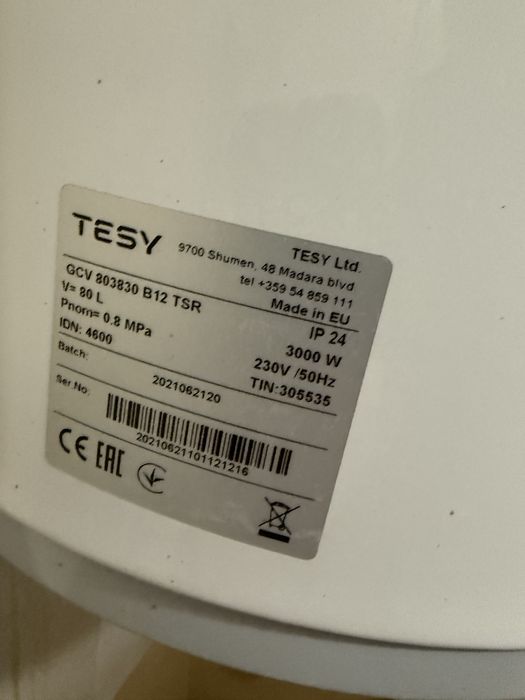 TESY
TESY Ltd.
9700 Shumen, 48 Madara blvd
tel +359 54 859 111
Made in EU
GCV 803830 B12 TSR
IP 24
V= 80 L
3000 W
Pnom= 0.8 MPa
230V /50Hz
IDN: 4600
TIN:305535
Batch:
2021062120
Ser.No:
20210621101121216
CE EAC